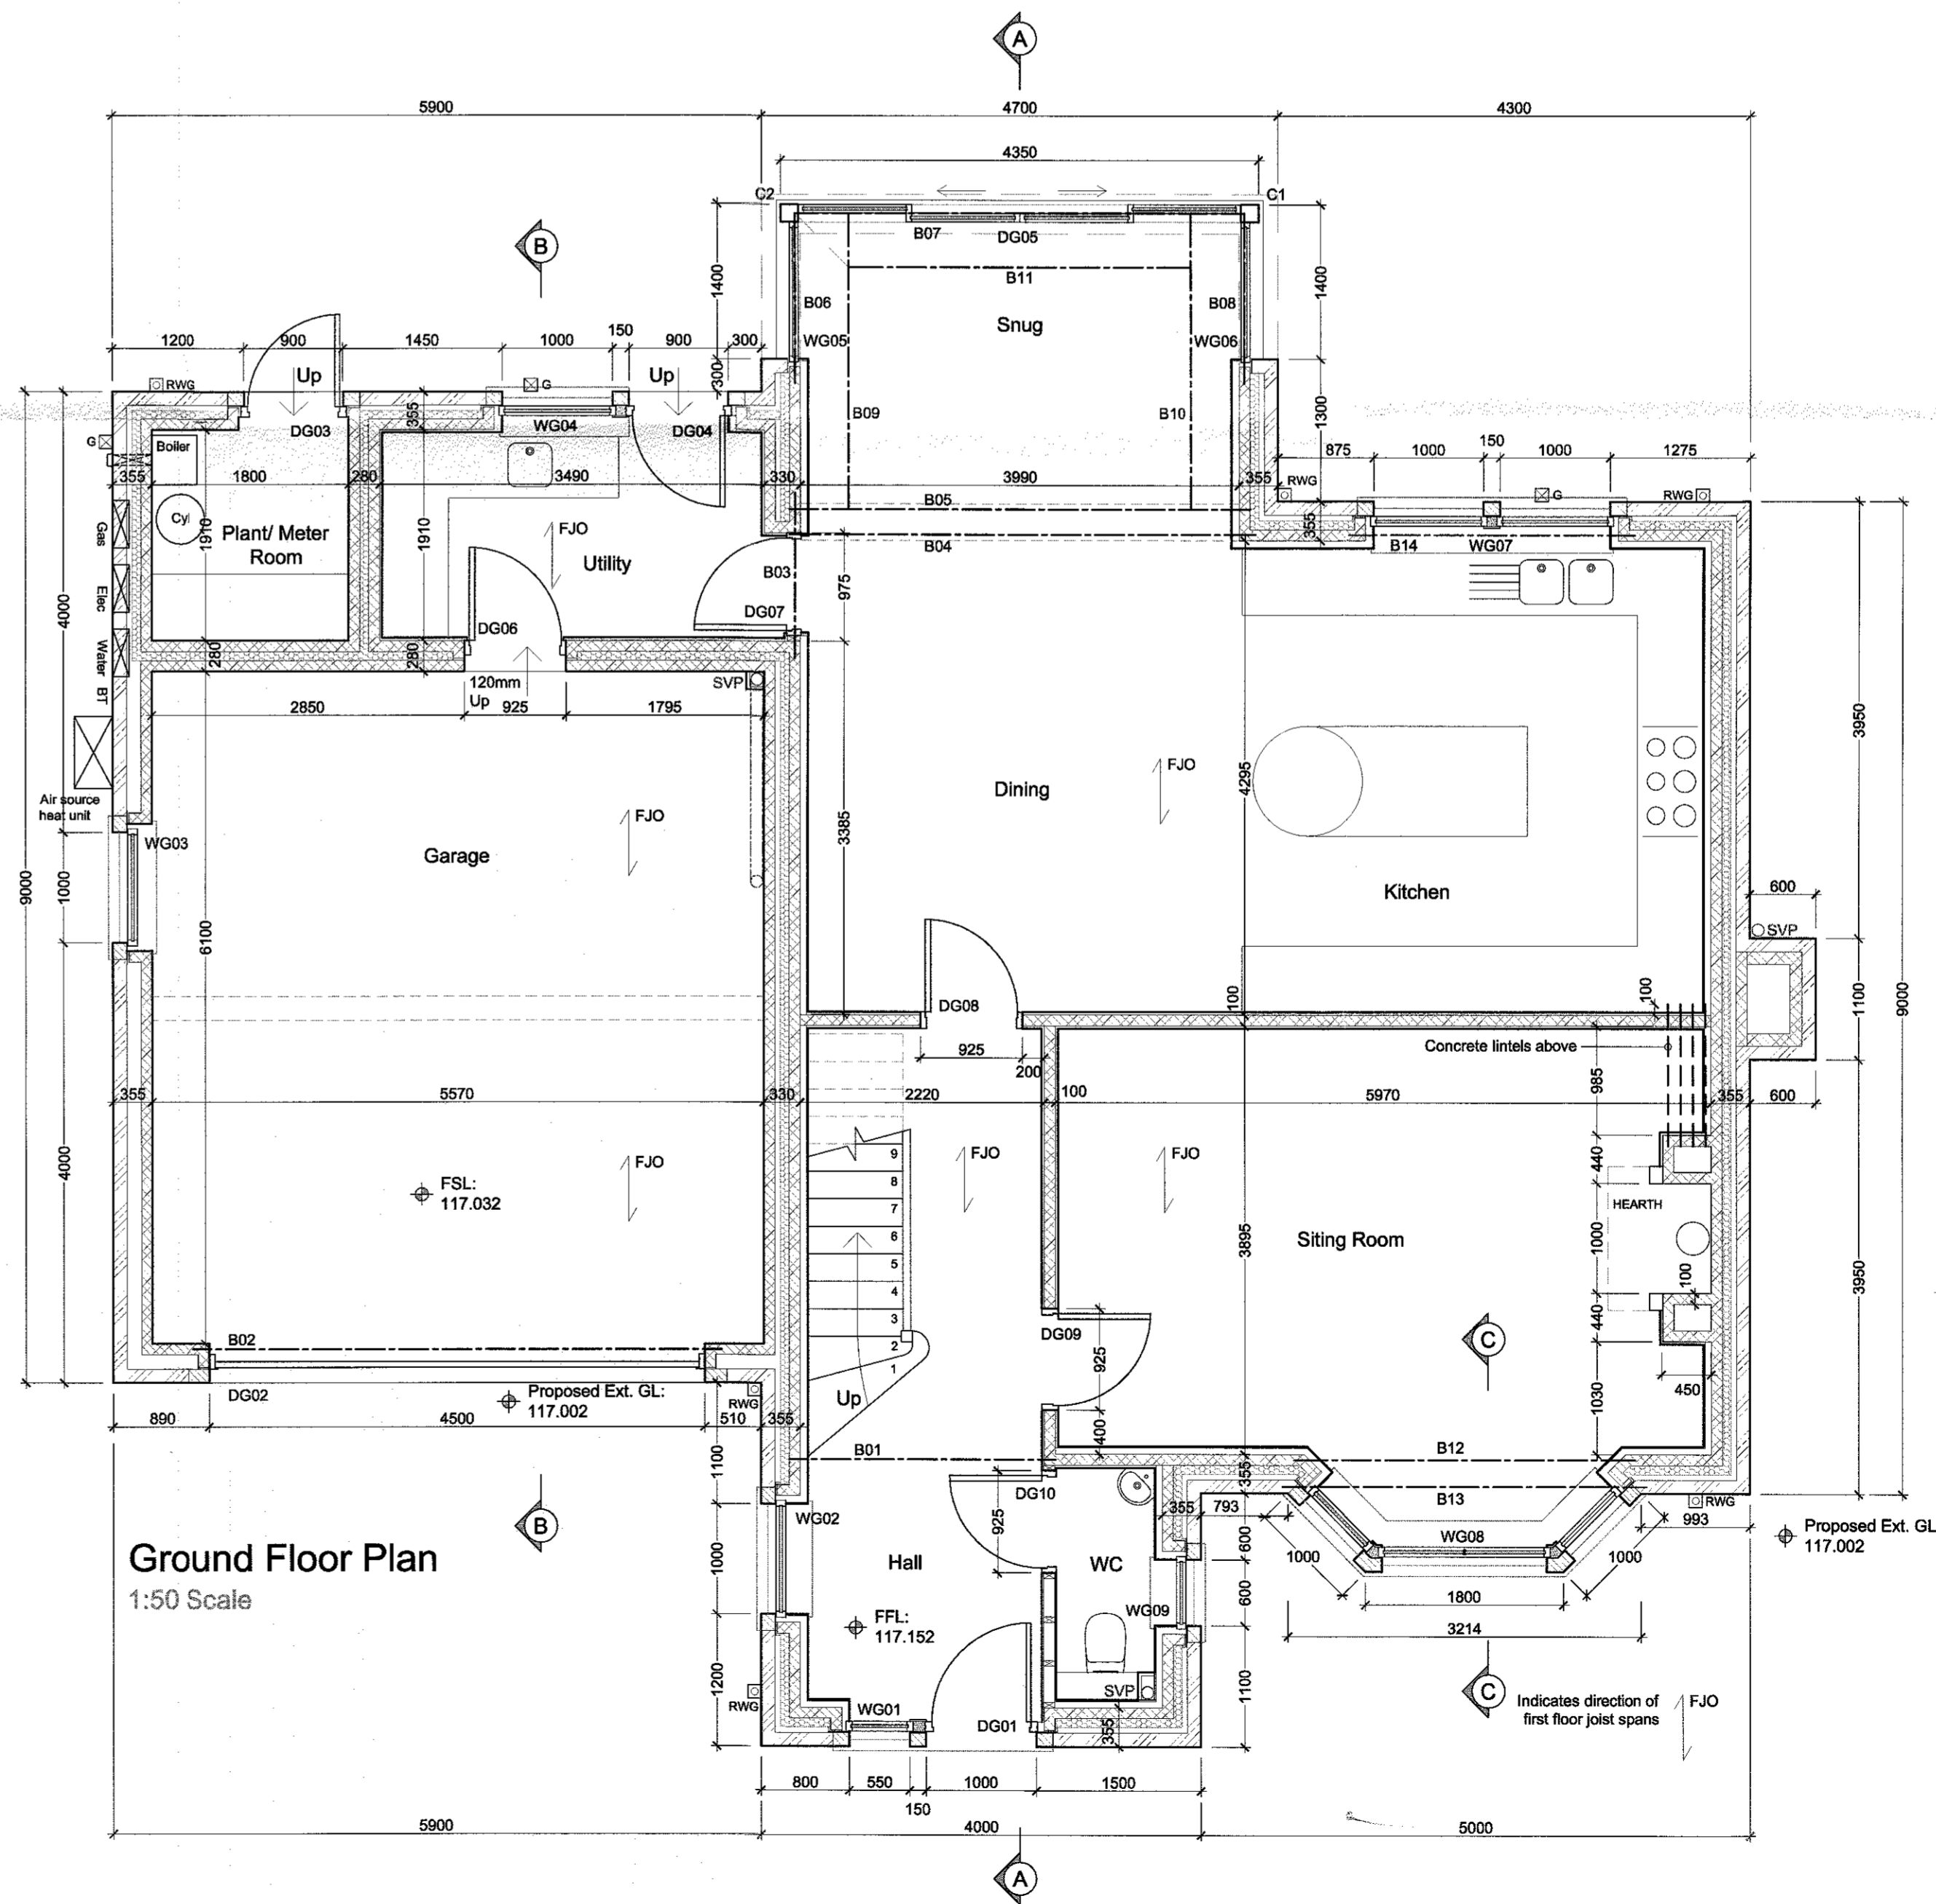 A
5900
4700
4300
4350
C2
C1
B
B07
DG05
1400
1400
B11
B06
B08
Snug
150
1200
900
1450
1000
900
300
WG05
WG06
Up
Up
300
RWG
G
355
DG03
WG04
DG04
B09
B10
1300
150
G
Boiler
875
1000
1000
1275
355
1800
280
3490
330
3990
355
RWG
G
RWG
B05
Cyl
Gas
1910
Plant/ Meter
Room
1910
FJO
355
B04
B14
WG07
Utility
B03
975
Elec
4000
DG07
DG06
Water
280
280
BT
120mm
Up
SVP
2850
925
1795
3950
FJO
4295
Dining
Air source
heat unit
FJO
3385
WG03
Garage
9000
1000
Kitchen
600
6100
SVP
DG08
100
100
1100
9000
925
Concrete lintels above
200
985
355
5570
330
2220
100
5970
355
600
FJO
FJO
FJO
9
440
4000
FSL:
117.032
8
7
HEARTH
6
3895
Siting Room
1000
5
4
100
3950
3
C
B02
DG09
440
2
925
1
DG02
Proposed Ext. GL:
117.002
RWG
Up
450
890
4500
510
355
1030
400
B01
B12
1100
355
DG10
B13
RWG
B
WG02
925
355
793
993
Proposed Ext. GL
117.002
600
WG08
Ground Floor Plan
1:50 Scale
1000
Hall
WC
1000
1000
WG09
600
1800
FFL:
117.152
3214
1200
C
SVP
1100
RWG
WG01
DG01
355
Indicates direction of
first floor joist spans
FJO
800
550
1000
1500
150
5900
4000
5000
A